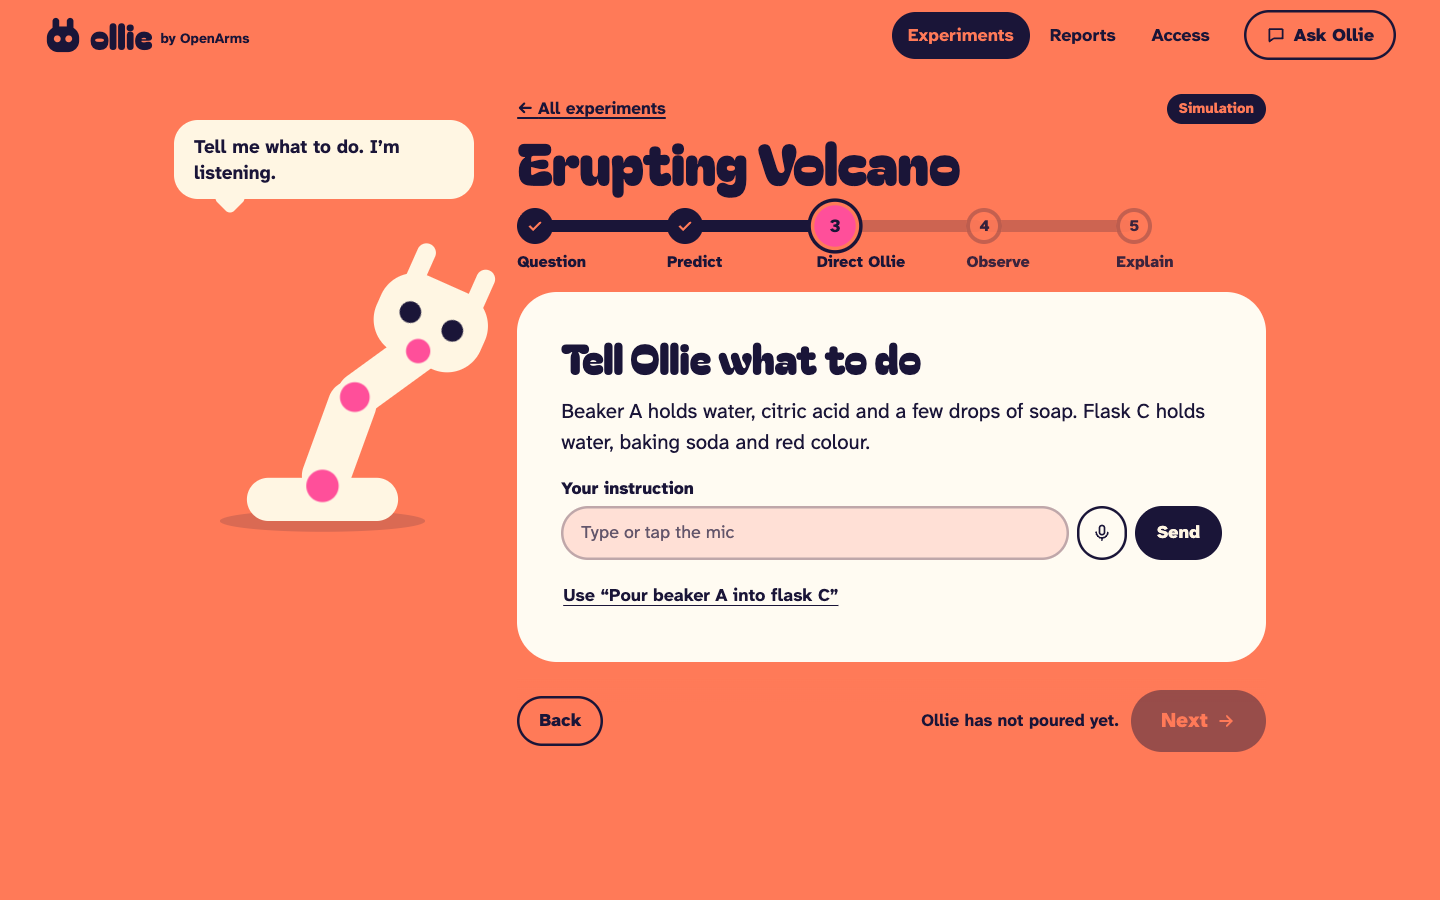 ollie by OpenArms
Experiments
Reports
Access
Ask Ollie
Tell me what to do. I’m
listening.
← All experiments
Simulation
Erupting Volcano
3
4
5
Question
Predict
Direct Ollie
Observe
Explain
Tell Ollie what to do
Beaker A holds water, citric acid and a few drops of soap. Flask C holds
water, baking soda and red colour.
Your instruction
Type or tap the mic
Send
Use “Pour beaker A into flask C”
Back
Ollie has not poured yet.
Next →